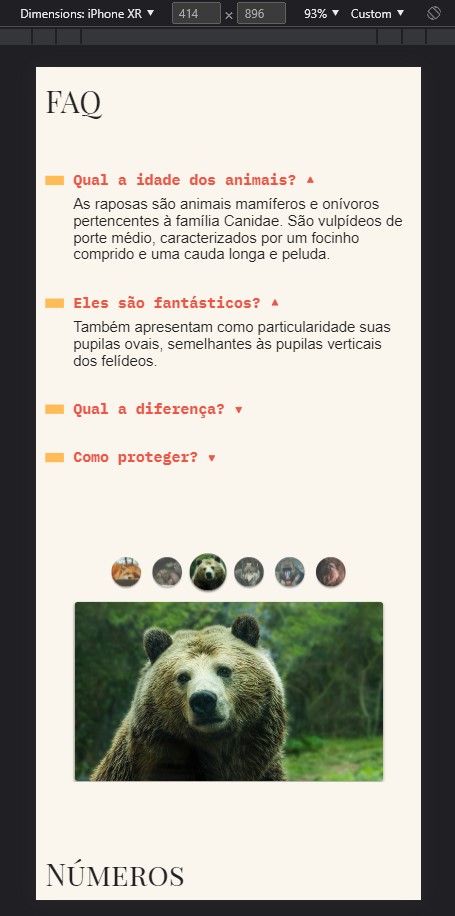 Dimensions: iPhone XR ▼ 414 × 896 93% ▼ Custom ▼
FAQ
Qual a idade dos animais? ▲
As raposas são animais mamíferos e onívoros
pertencentes à família Canidae. São vulpídeos de
porte médio, caracterizados por um focinho
comprido e uma cauda longa e peluda.
Eles são fantásticos? ▲
Também apresentam como particularidade suas
pupilas ovais, semelhantes às pupilas verticais
dos felídeos.
Qual a diferença? ▼
Como proteger? ▼
Números